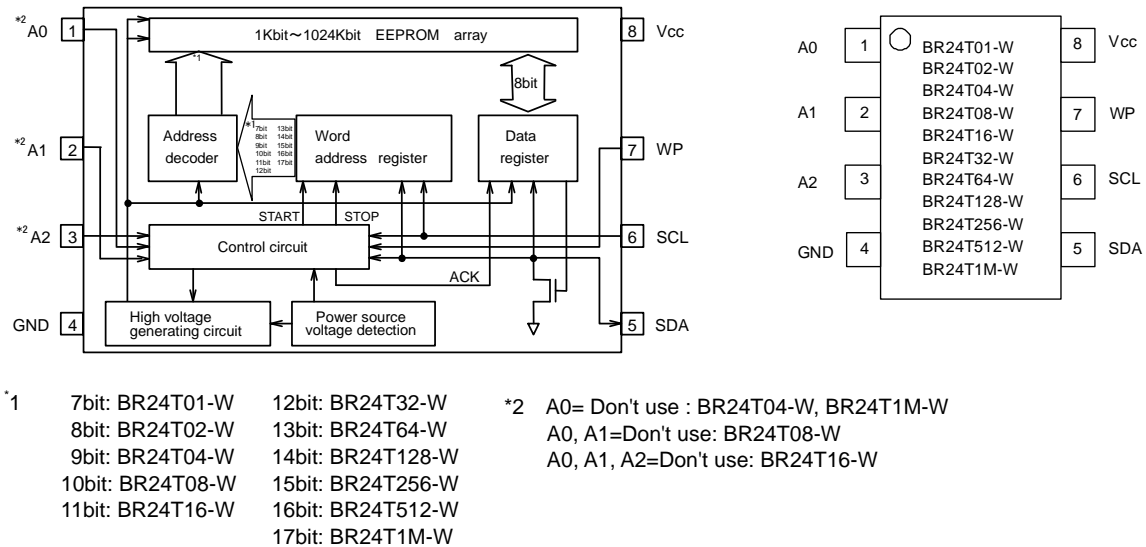 *2 A0 1
1Kbit～1024Kbit EEPROM array
8 Vcc
*1
8bit
*2 A1 2
Address
decoder
*1
7bit 13bit
8bit 14bit
9bit 15bit
10bit 16bit
11bit 17bit
12bit
Word
address register
Data
register
7 WP
START STOP
*2 A2 3
Control circuit
6 SCL
ACK
GND 4
High voltage
generating circuit
Power source
voltage detection
5 SDA
A0 1
A1 2
A2 3
GND 4
BR24T01-W
BR24T02-W
BR24T04-W
BR24T08-W
BR24T16-W
BR24T32-W
BR24T64-W
BR24T128-W
BR24T256-W
BR24T512-W
BR24T1M-W
8 Vcc
7 WP
6 SCL
5 SDA
*1
7bit: BR24T01-W
8bit: BR24T02-W
9bit: BR24T04-W
10bit: BR24T08-W
11bit: BR24T16-W
12bit: BR24T32-W
13bit: BR24T64-W
14bit: BR24T128-W
15bit: BR24T256-W
16bit: BR24T512-W
17bit: BR24T1M-W
*2 A0= Don't use : BR24T04-W, BR24T1M-W
A0, A1=Don't use: BR24T08-W
A0, A1, A2=Don't use: BR24T16-W